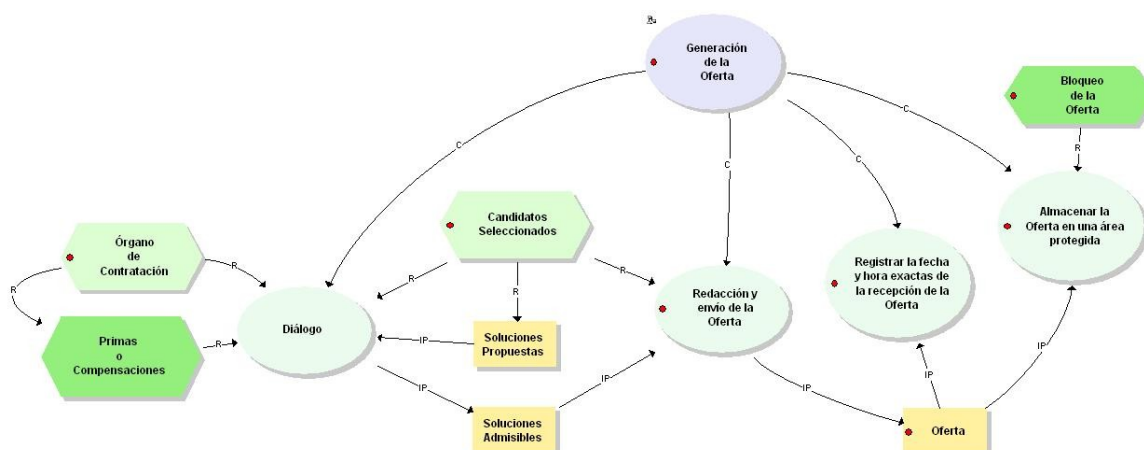 Generación
de la
Oferta
Bloqueo
de la
Oferta
C
C
C
C
R
Candidatos
Seleccionados
Almacenar la
Oferta en una área
protegida
Órgano
de
Contratación
R
R
R
R
R
Registrar la fecha
y hora exactas de
la recepción de la
Oferta
Redacción y
envío de la
Oferta
Diálogo
Primas
o
Compensaciones
R
IP
Soluciones
Propuestas
IP
IP
IP
IP
IP
Soluciones
Admisibles
Oferta